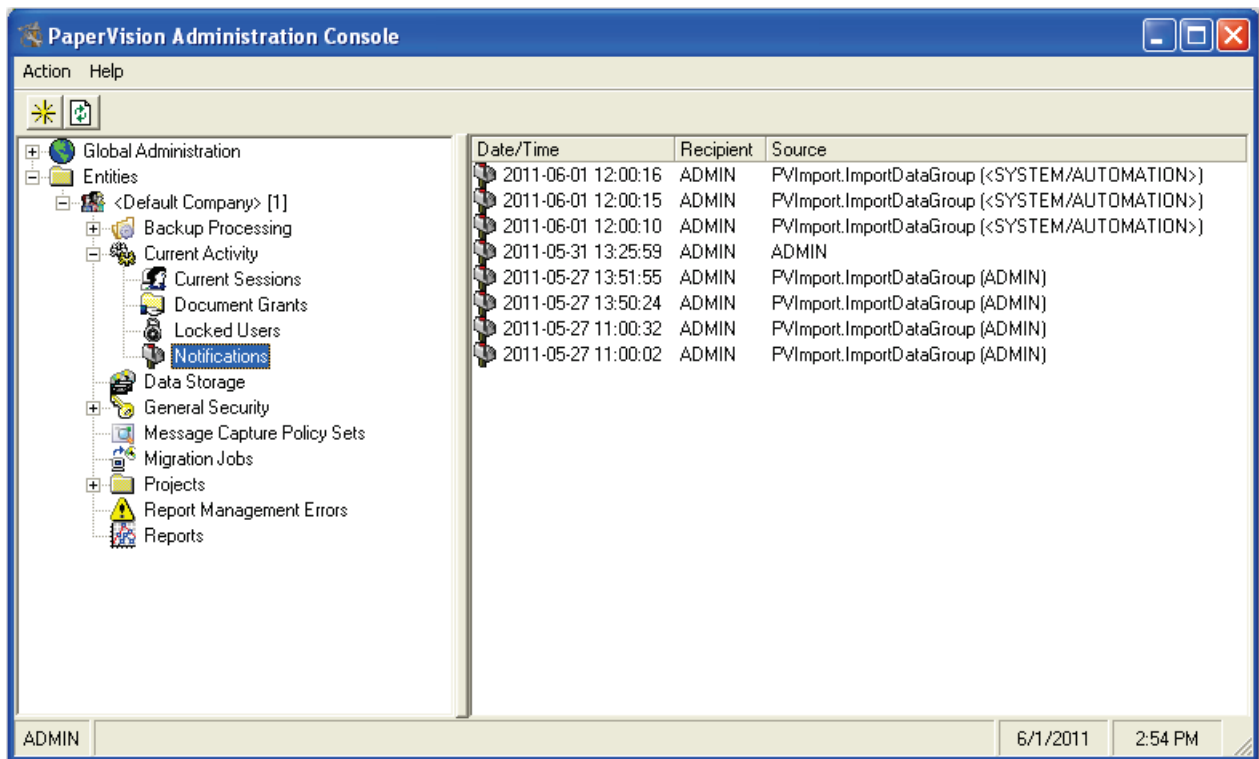 PaperVision Administration Console
Action Help
Global Administration
Entities
<Default Company> [1]
Backup Processing
Current Activity
Current Sessions
Document Grants
Locked Users
Notifications
Data Storage
General Security
Message Capture Policy Sets
Migration Jobs
Projects
Report Management Errors
Reports
Date/Time Recipient Source
2011-06-01 12:00:16 ADMIN PVImport.ImportDataGroup (<SYSTEM/AUTOMATION>)
2011-06-01 12:00:15 ADMIN PVImport.ImportDataGroup (<SYSTEM/AUTOMATION>)
2011-06-01 12:00:10 ADMIN PVImport.ImportDataGroup (<SYSTEM/AUTOMATION>)
2011-05-31 13:25:59 ADMIN ADMIN
2011-05-27 13:51:55 ADMIN PVImport.ImportDataGroup (ADMIN)
2011-05-27 13:50:24 ADMIN PVImport.ImportDataGroup (ADMIN)
2011-05-27 11:00:32 ADMIN PVImport.ImportDataGroup (ADMIN)
2011-05-27 11:00:02 ADMIN PVImport.ImportDataGroup (ADMIN)
ADMIN 6/1/2011 2:54 PM